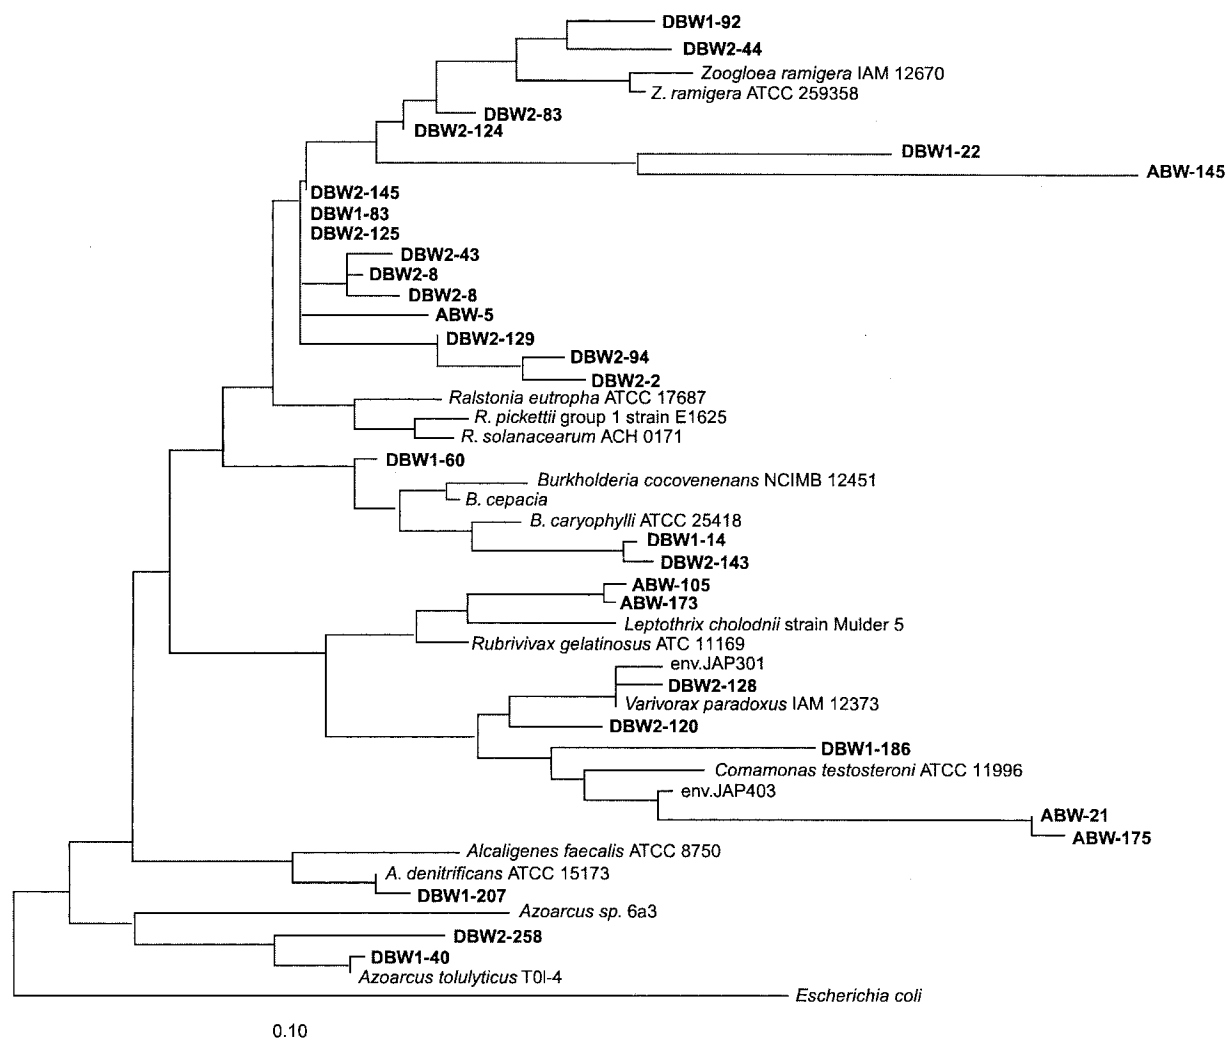 DBW1-92
DBW2-44
Zoogloea ramigera IAM 12670
Z. ramigera ATCC 259358
DBW2-83
DBW2-124
DBW1-22
ABW-145
DBW2-145
DBW1-83
DBW2-125
DBW2-43
DBW2-8
DBW2-8
ABW-5
DBW2-129
DBW2-94
DBW2-2
Ralstonia eutropha ATCC 17687
R. pickettii group 1 strain E1625
R. solanacearum ACH 0171
DBW1-60
Burkholderia cocovenenans NCIMB 12451
B. cepacia
B. caryophylli ATCC 25418
DBW1-14
DBW2-143
ABW-105
ABW-173
Leptothrix cholodnii strain Mulder 5
Rubrivivax gelatinosus ATC 11169
env.JAP301
DBW2-128
Varivorax paradoxus IAM 12373
DBW2-120
DBW1-186
Comamonas testosteroni ATCC 11996
env.JAP403
ABW-21
ABW-175
Alcaligenes faecalis ATCC 8750
A. denitrificans ATCC 15173
DBW1-207
Azoarcus sp. 6a3
DBW2-258
DBW1-40
Azoarcus tolulyticus T0l-4
Escherichia coli
0.10